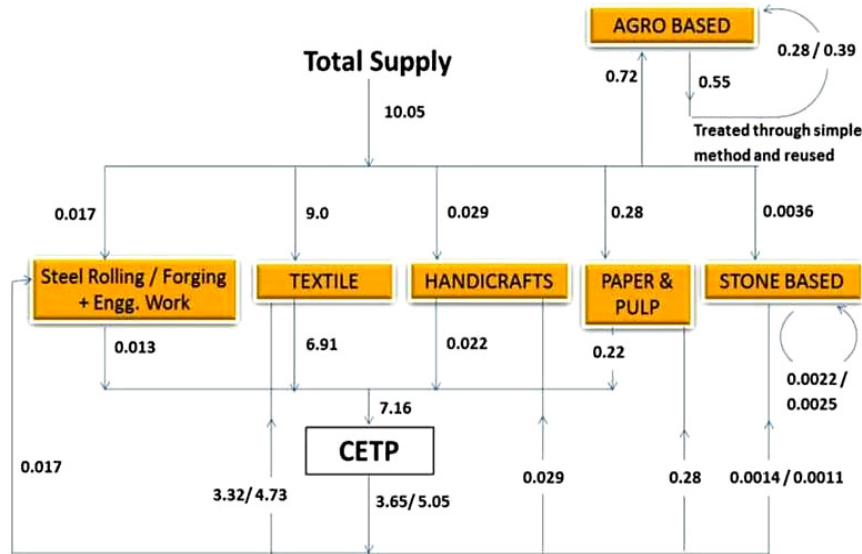 AGRO BASED
0.28 / 0.39
Total Supply
0.72
0.55
10.05
Treated through simple
method and reused
0.017
9.0
0.029
0.28
0.0036
Steel Rolling / Forging
+ Engg. Work
TEXTILE
HANDICRAFTS
PAPER &
PULP
STONE BASED
0.013
6.91
0.022
0.22
0.0022 /
0.0025
7.16
CETP
0.017
3.32/ 4.73
3.65/ 5.05
0.029
0.28
0.0014 / 0.0011